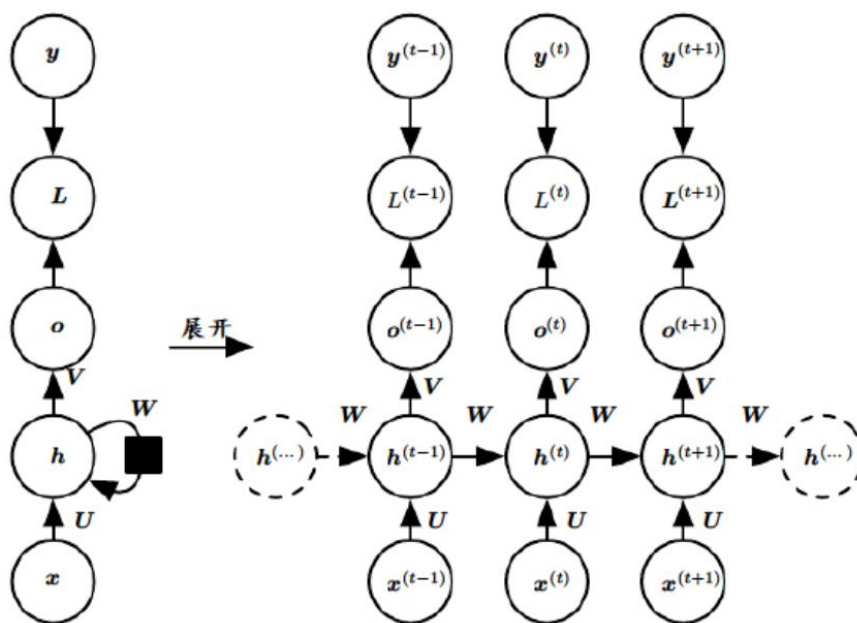 y y^(t−1) y^(t) y^(t+1)
L L^(t−1) L^(t) L^(t+1)
o 展开 o^(t−1) o^(t) o^(t+1)
V V V V
W W W W W
h h^(...) h^(t−1) h^(t) h^(t+1) h^(...)
U U U U
x x^(t−1) x^(t) x^(t+1)